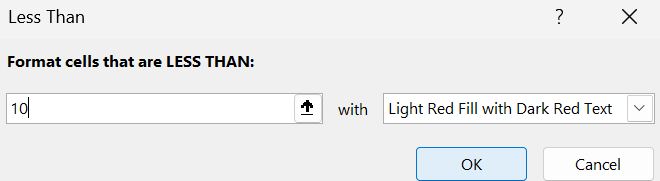 Less Than
Format cells that are LESS THAN:
10 with Light Red Fill with Dark Red Text
OK Cancel